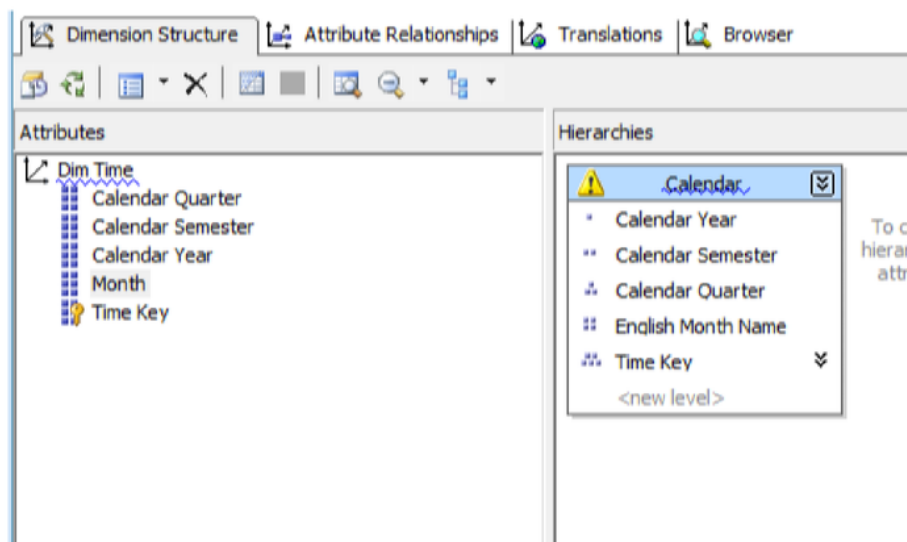 Dimension Structure Attribute Relationships Translations Browser
Attributes
Dim Time
Calendar Quarter
Calendar Semester
Calendar Year
Month
Time Key
Hierarchies
Calendar
Calendar Year
Calendar Semester
Calendar Quarter
English Month Name
Time Key
<new level>
To